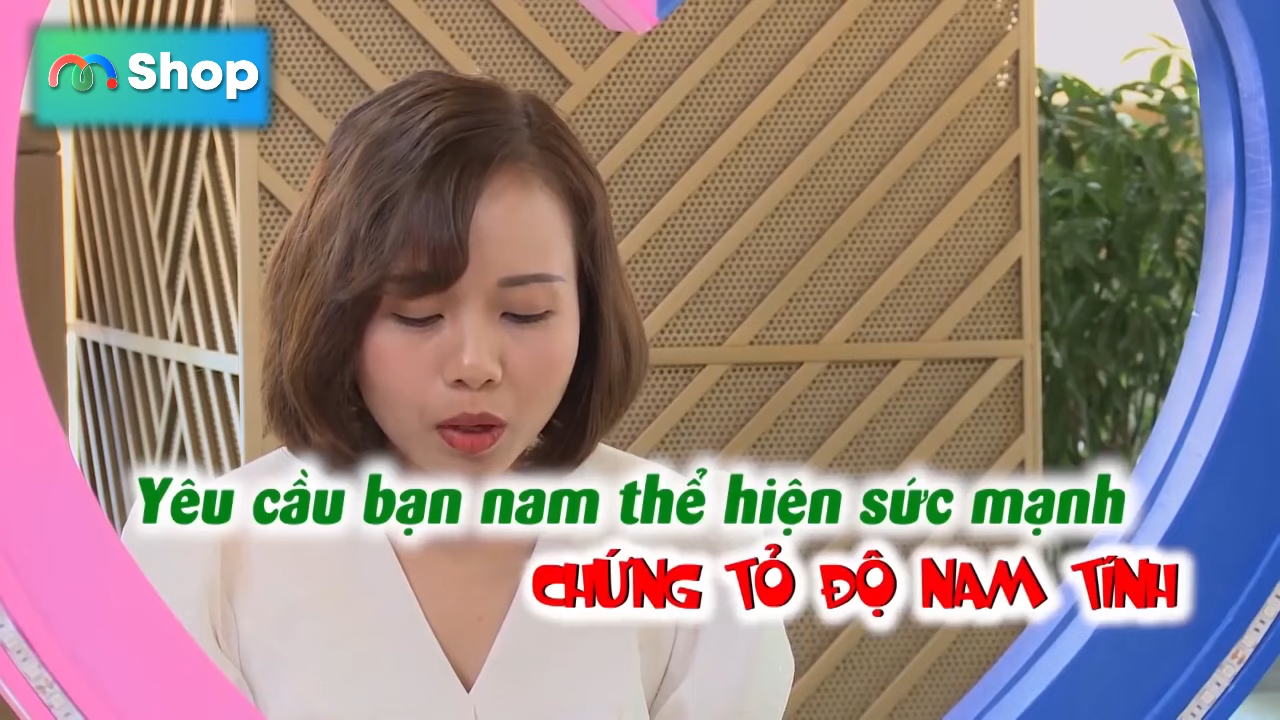 Shop
Yêu cầu bạn nam thể hiện sức mạnh
CHỨNG TỎ ĐỘ NAM TÍNH